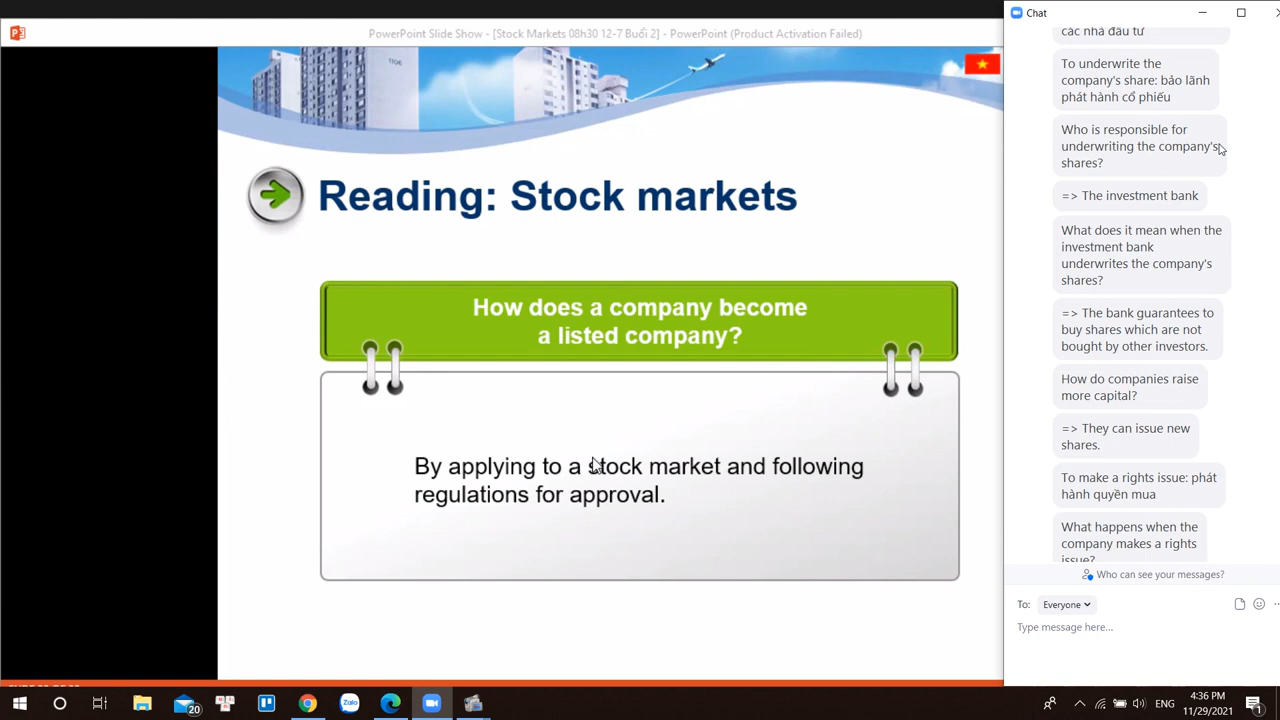 PowerPoint Slide Show - [Stock Markets 08h30 12-7 Buổi 2] - PowerPoint (Product Activation Failed)
Reading: Stock markets
How does a company become
a listed company?
By applying to a stock market and following
regulations for approval.
Chat
các nhà đầu tư
To underwrite the
company's share: bảo lãnh
phát hành cổ phiếu
Who is responsible for
underwriting the company's
shares?
=> The investment bank
What does it mean when the
investment bank
underwrites the company's
shares?
=> The bank guarantees to
buy shares which are not
bought by other investors.
How do companies raise
more capital?
=> They can issue new
shares.
To make a rights issue: phát
hành quyền mua
What happens when the
company makes a rights
issue?
Who can see your messages?
To: Everyone
Type message here...
20
Zalo
ENG
4:36 PM
11/29/2021
1